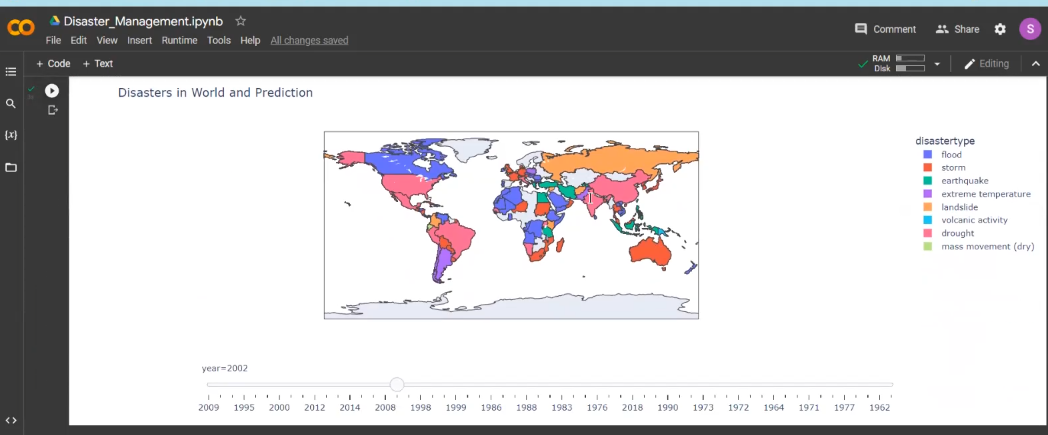 CO
Disaster_Management.ipynb
File Edit View Insert Runtime Tools Help All changes saved
Comment
Share
S
+ Code + Text
RAM
Disk
Editing
{x}
<>
Disasters in World and Prediction
disastertype
flood
storm
earthquake
extreme temperature
landslide
volcanic activity
drought
mass movement (dry)
year=2002
2009 1995 2000 2012 2014 2008 1998 1999 1986 1988 1983 1976 2018 1990 1973 1972 1964 1971 1977 1962